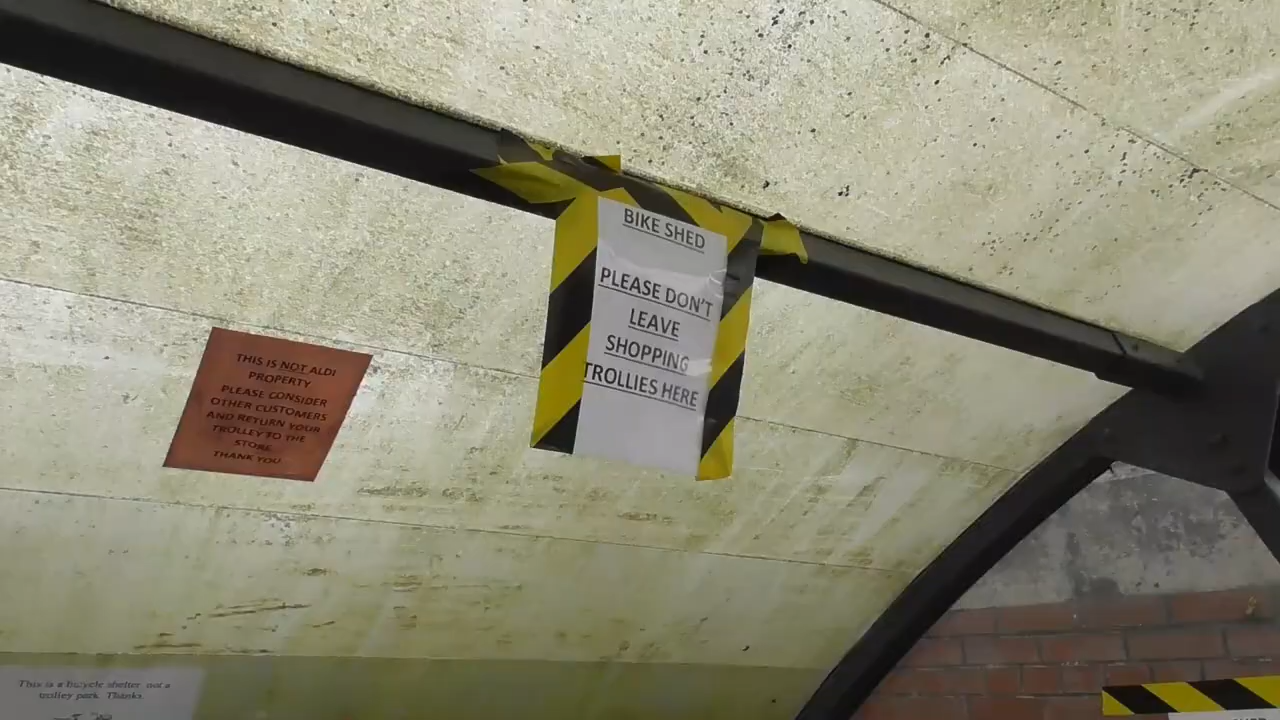 BIKE SHED
PLEASE DON'T
LEAVE
SHOPPING
TROLLIES HERE
THIS IS NOT ALDI
PROPERTY
PLEASE CONSIDER
OTHER CUSTOMERS
AND RETURN YOUR
TROLLEY TO THE
STORE
THANK YOU
This is a bicycle shelter not a
trolley park. Thanks.